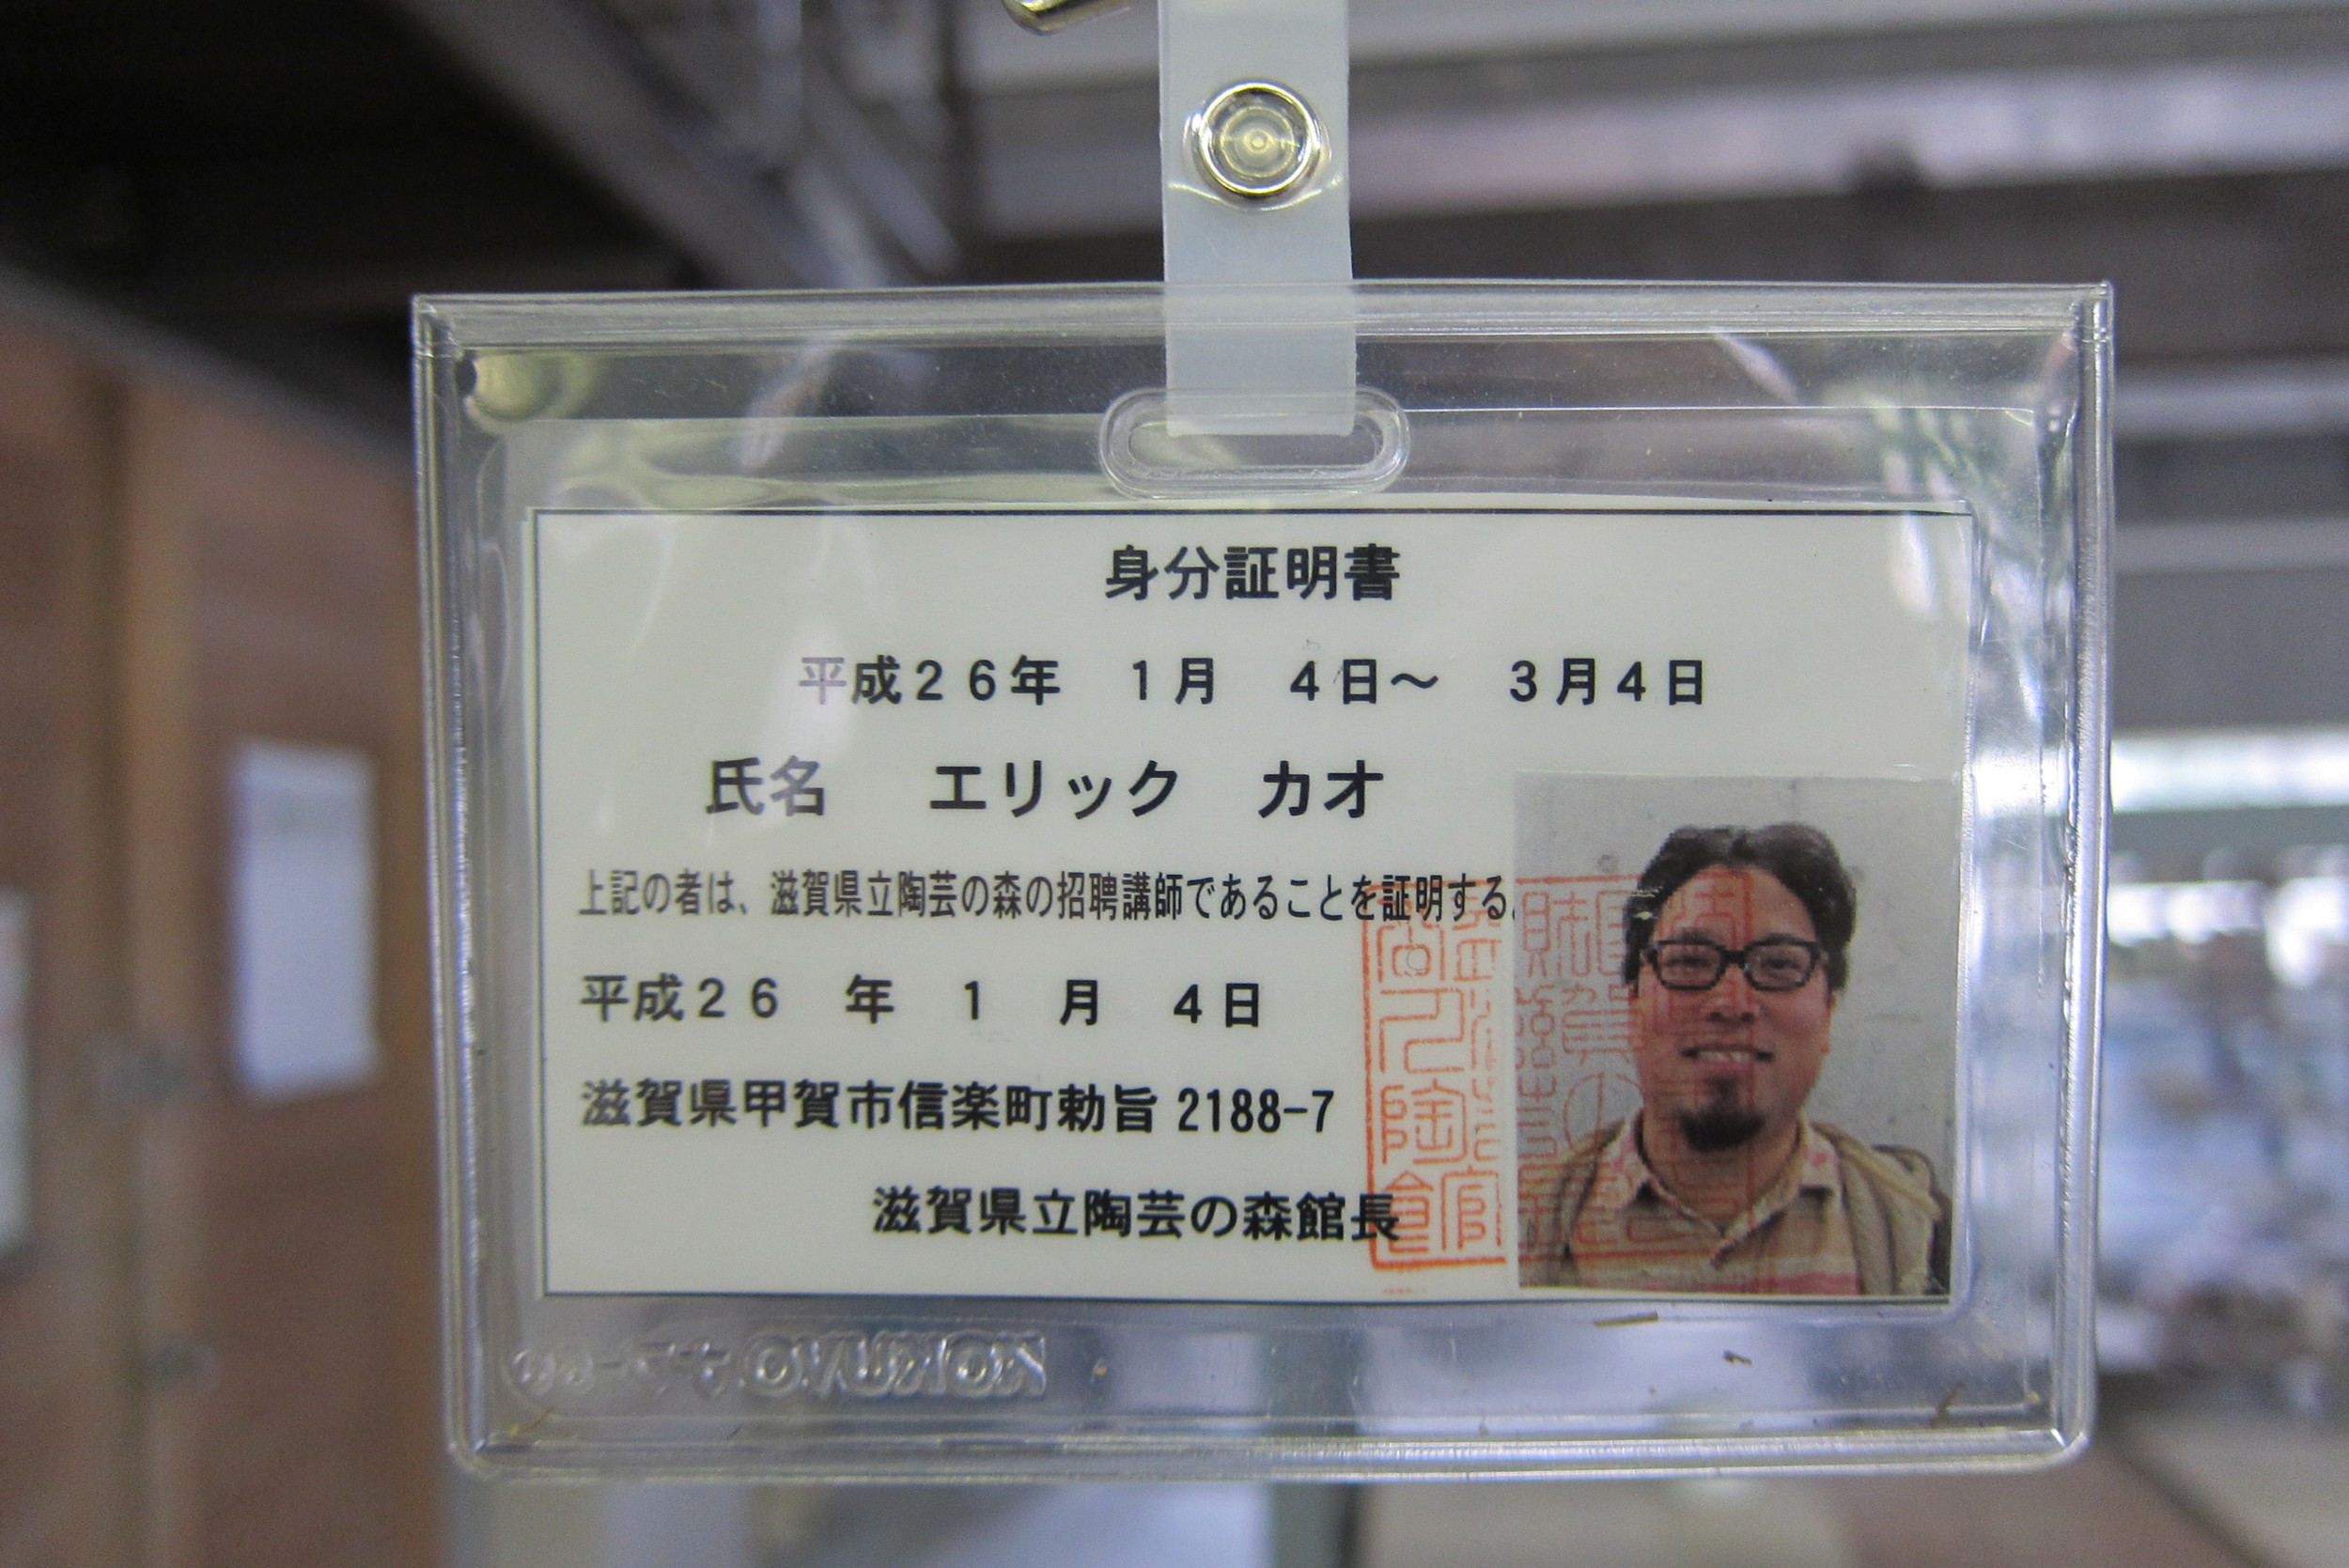 身分証明書
平成26年 1月 4日～ 3月4日
氏名 エリック カオ
上記の者は、滋賀県立陶芸の森の招聘講師であることを証明する。
平成26 年 1 月 4日
滋賀県甲賀市信楽町勅旨 2188-7
滋賀県立陶芸の森館長
KOKUYO